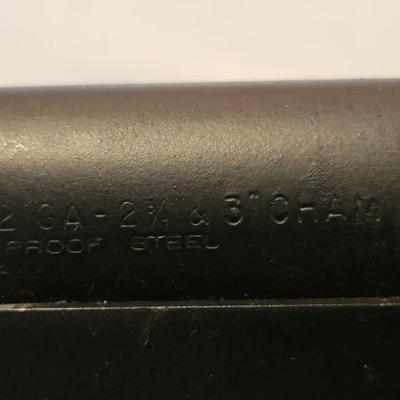 2 GA-2¾ & 3" CHAM
PROOF STEEL